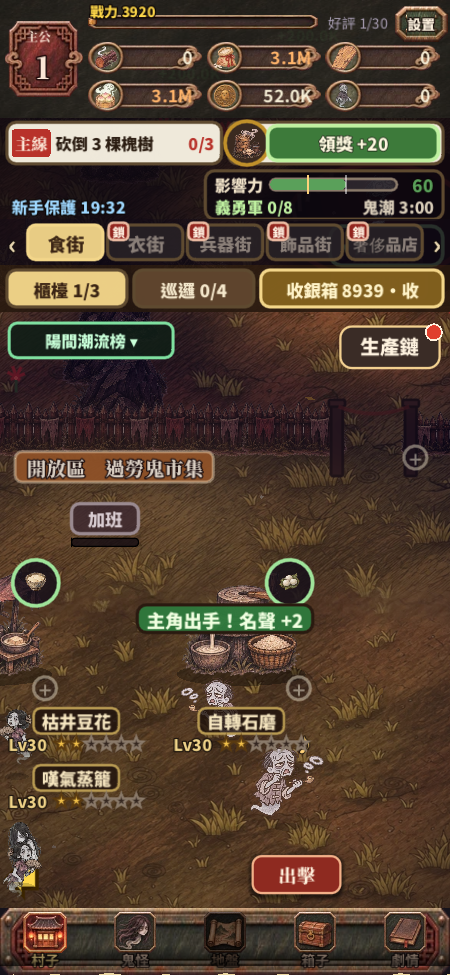 戰力.3920
好評 1/30
設置
主公
1
0
3.1M
0
3.1M
52.0K
0
主線 砍倒 3 棵槐樹 0/3
領獎 +20
影響力 60
新手保護 19:32
義勇軍 0/8
鬼潮 3:00
‹
食街
鎖 衣街
鎖 兵器街
鎖 飾品街
鎖 奢侈品店
›
櫃檯 1/3
巡邏 0/4
收銀箱 8939・收
陽間潮流榜 ▾
生產鏈
開放區 過勞鬼市集
加班
主角出手！名聲 +2
枯井豆花
Lv30 ★★☆☆☆☆
自轉石磨
Lv30 ★★☆☆☆☆
嘆氣蒸籠
Lv30 ★★☆☆☆☆
出擊
村子
鬼怪
地盤
箱子
劇情